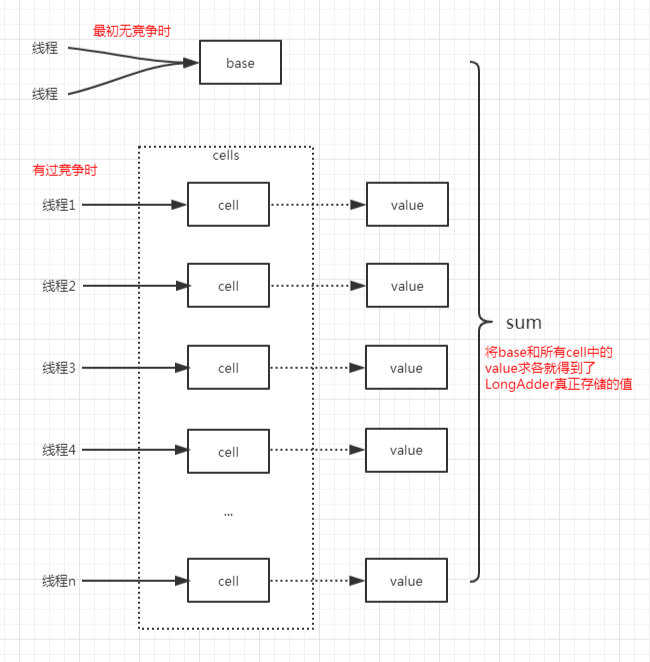 最初无竞争时
线程
base
线程
cells
有过竞争时
线程1
cell
value
线程2
cell
value
sum
将base和所有cell中的
value求各就得到了
LongAdder真正存储的值
线程3
cell
value
线程4
cell
value
...
线程n
cell
value